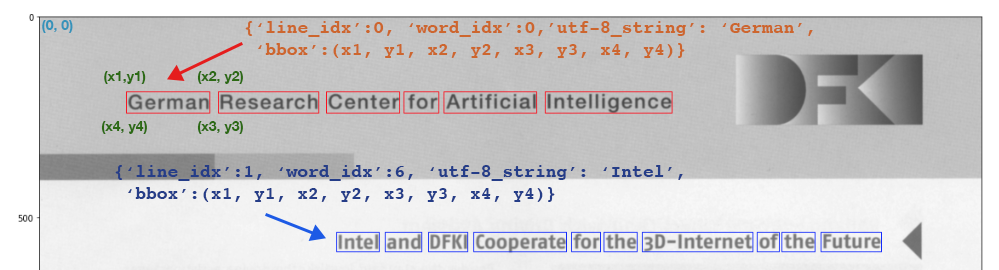 0
(0, 0)
{‘line_idx’:0, ‘word_idx’:0,’utf-8_string’: ‘German’,
‘bbox’:(x1, y1, x2, y2, x3, y3, x4, y4)}
(x1,y1) (x2, y2)
German Research Center for Artificial Intelligence
DFKI
(x4, y4) (x3, y3)
{‘line_idx’:1, ‘word_idx’:6, ‘utf-8_string’: ‘Intel’,
‘bbox’:(x1, y1, x2, y2, x3, y3, x4, y4)}
500
Intel and DFKI Cooperate for the 3D-Internet of the Future